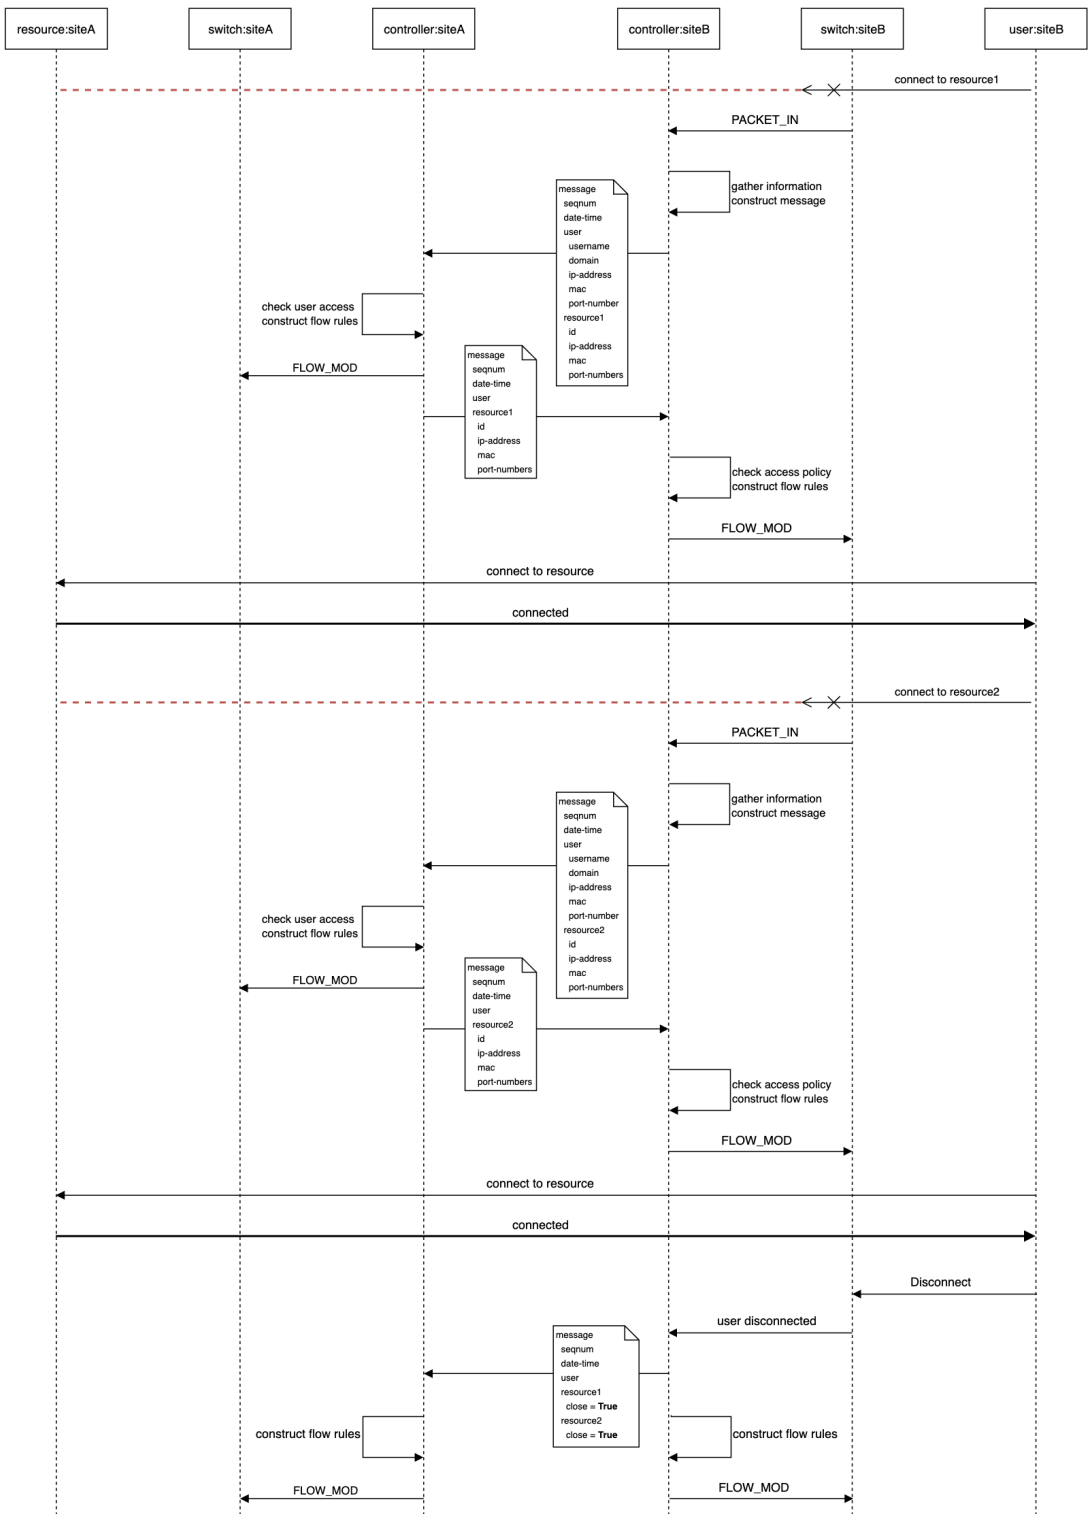 resource:siteA
switch:siteA
controller:siteA
controller:siteB
switch:siteB
user:siteB
connect to resource1
PACKET_IN
gather information
construct message
message
seqnum
date-time
user
username
domain
ip-address
mac
port-number
resource1
id
ip-address
mac
port-numbers
check user access
construct flow rules
FLOW_MOD
message
seqnum
date-time
user
resource1
id
ip-address
mac
port-numbers
check access policy
construct flow rules
FLOW_MOD
connect to resource
connected
connect to resource2
PACKET_IN
gather information
construct message
message
seqnum
date-time
user
username
domain
ip-address
mac
port-number
resource2
id
ip-address
mac
port-numbers
check user access
construct flow rules
FLOW_MOD
message
seqnum
date-time
user
resource2
id
ip-address
mac
port-numbers
check access policy
construct flow rules
FLOW_MOD
connect to resource
connected
Disconnect
user disconnected
message
seqnum
date-time
user
resource1
close = True
resource2
close = True
construct flow rules
construct flow rules
FLOW_MOD
FLOW_MOD